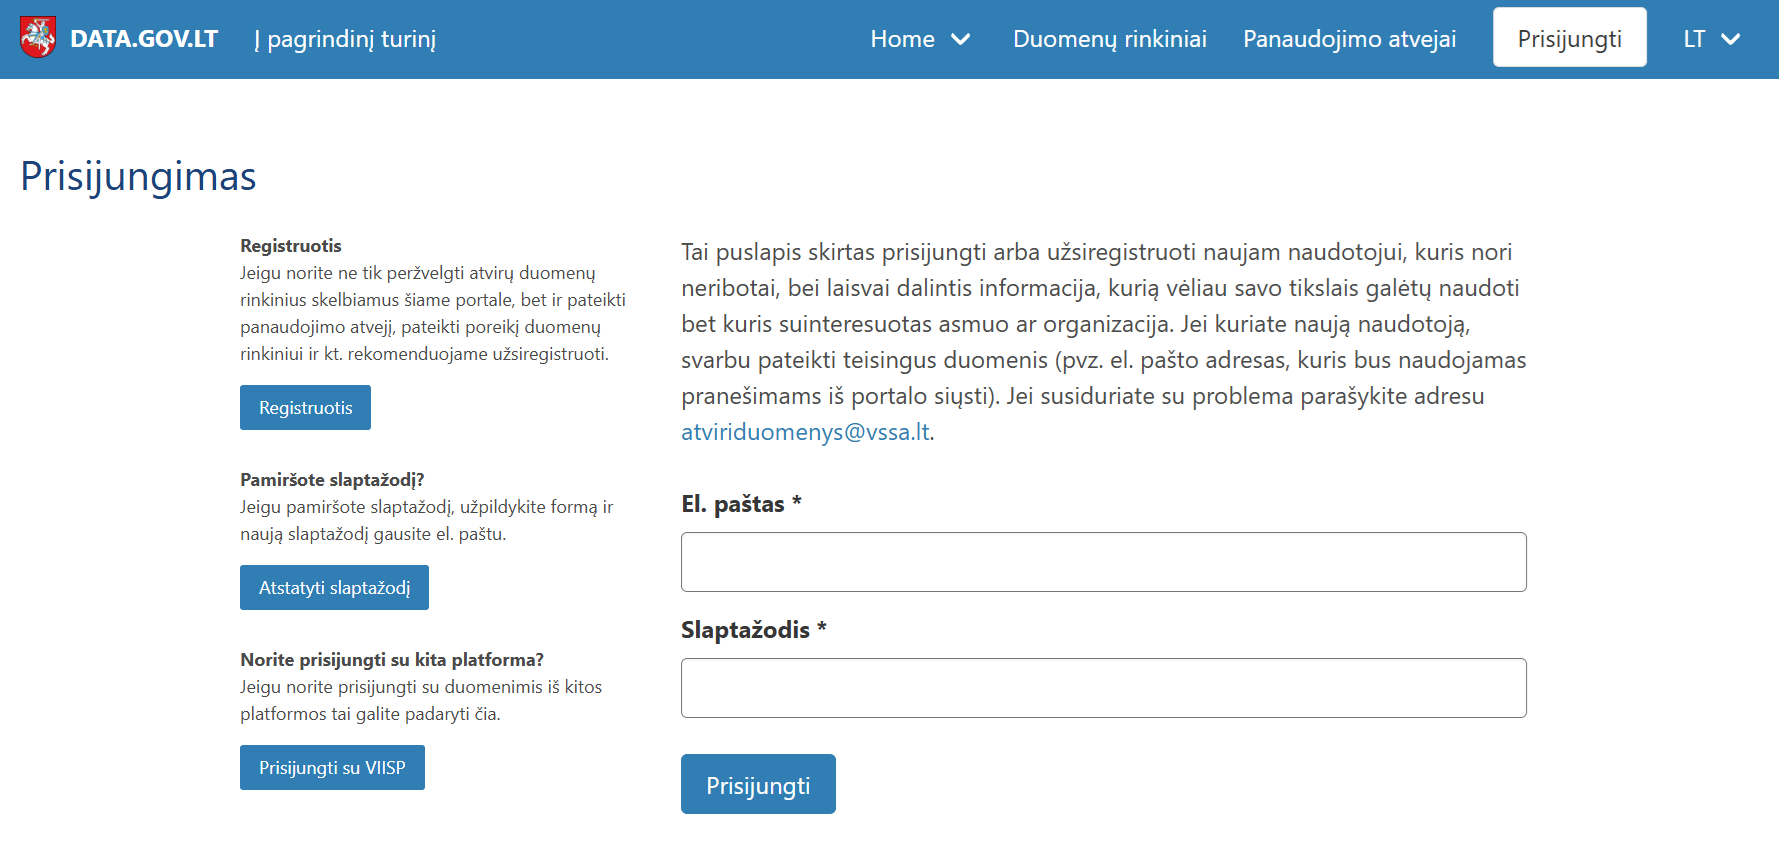 DATA.GOV.LT
Į pagrindinį turinį
Home
Duomenų rinkiniai
Panaudojimo atvejai
Prisijungti
LT
Prisijungimas
Registruotis
Jeigu norite ne tik peržvelgti atvirų duomenų
rinkinius skelbiamus šiame portale, bet ir pateikti
panaudojimo atvejį, pateikti poreikį duomenų
rinkiniui ir kt. rekomenduojame užsiregistruoti.
Registruotis
Pamiršote slaptažodį?
Jeigu pamiršote slaptažodį, užpildykite formą ir
naują slaptažodį gausite el. paštu.
Atstatyti slaptažodį
Norite prisijungti su kita platforma?
Jeigu norite prisijungti su duomenimis iš kitos
platformos tai galite padaryti čia.
Prisijungti su VIISP
Tai puslapis skirtas prisijungti arba užsiregistruoti naujam naudotojui, kuris nori
neribotai, bei laisvai dalintis informacija, kurią vėliau savo tikslais galėtų naudoti
bet kuris suinteresuotas asmuo ar organizacija. Jei kuriate naują naudotoją,
svarbu pateikti teisingus duomenis (pvz. el. pašto adresas, kuris bus naudojamas
pranešimams iš portalo siųsti). Jei susiduriate su problema parašykite adresu
atviriduomenys@vssa.lt.
El. paštas *
Slaptažodis *
Prisijungti